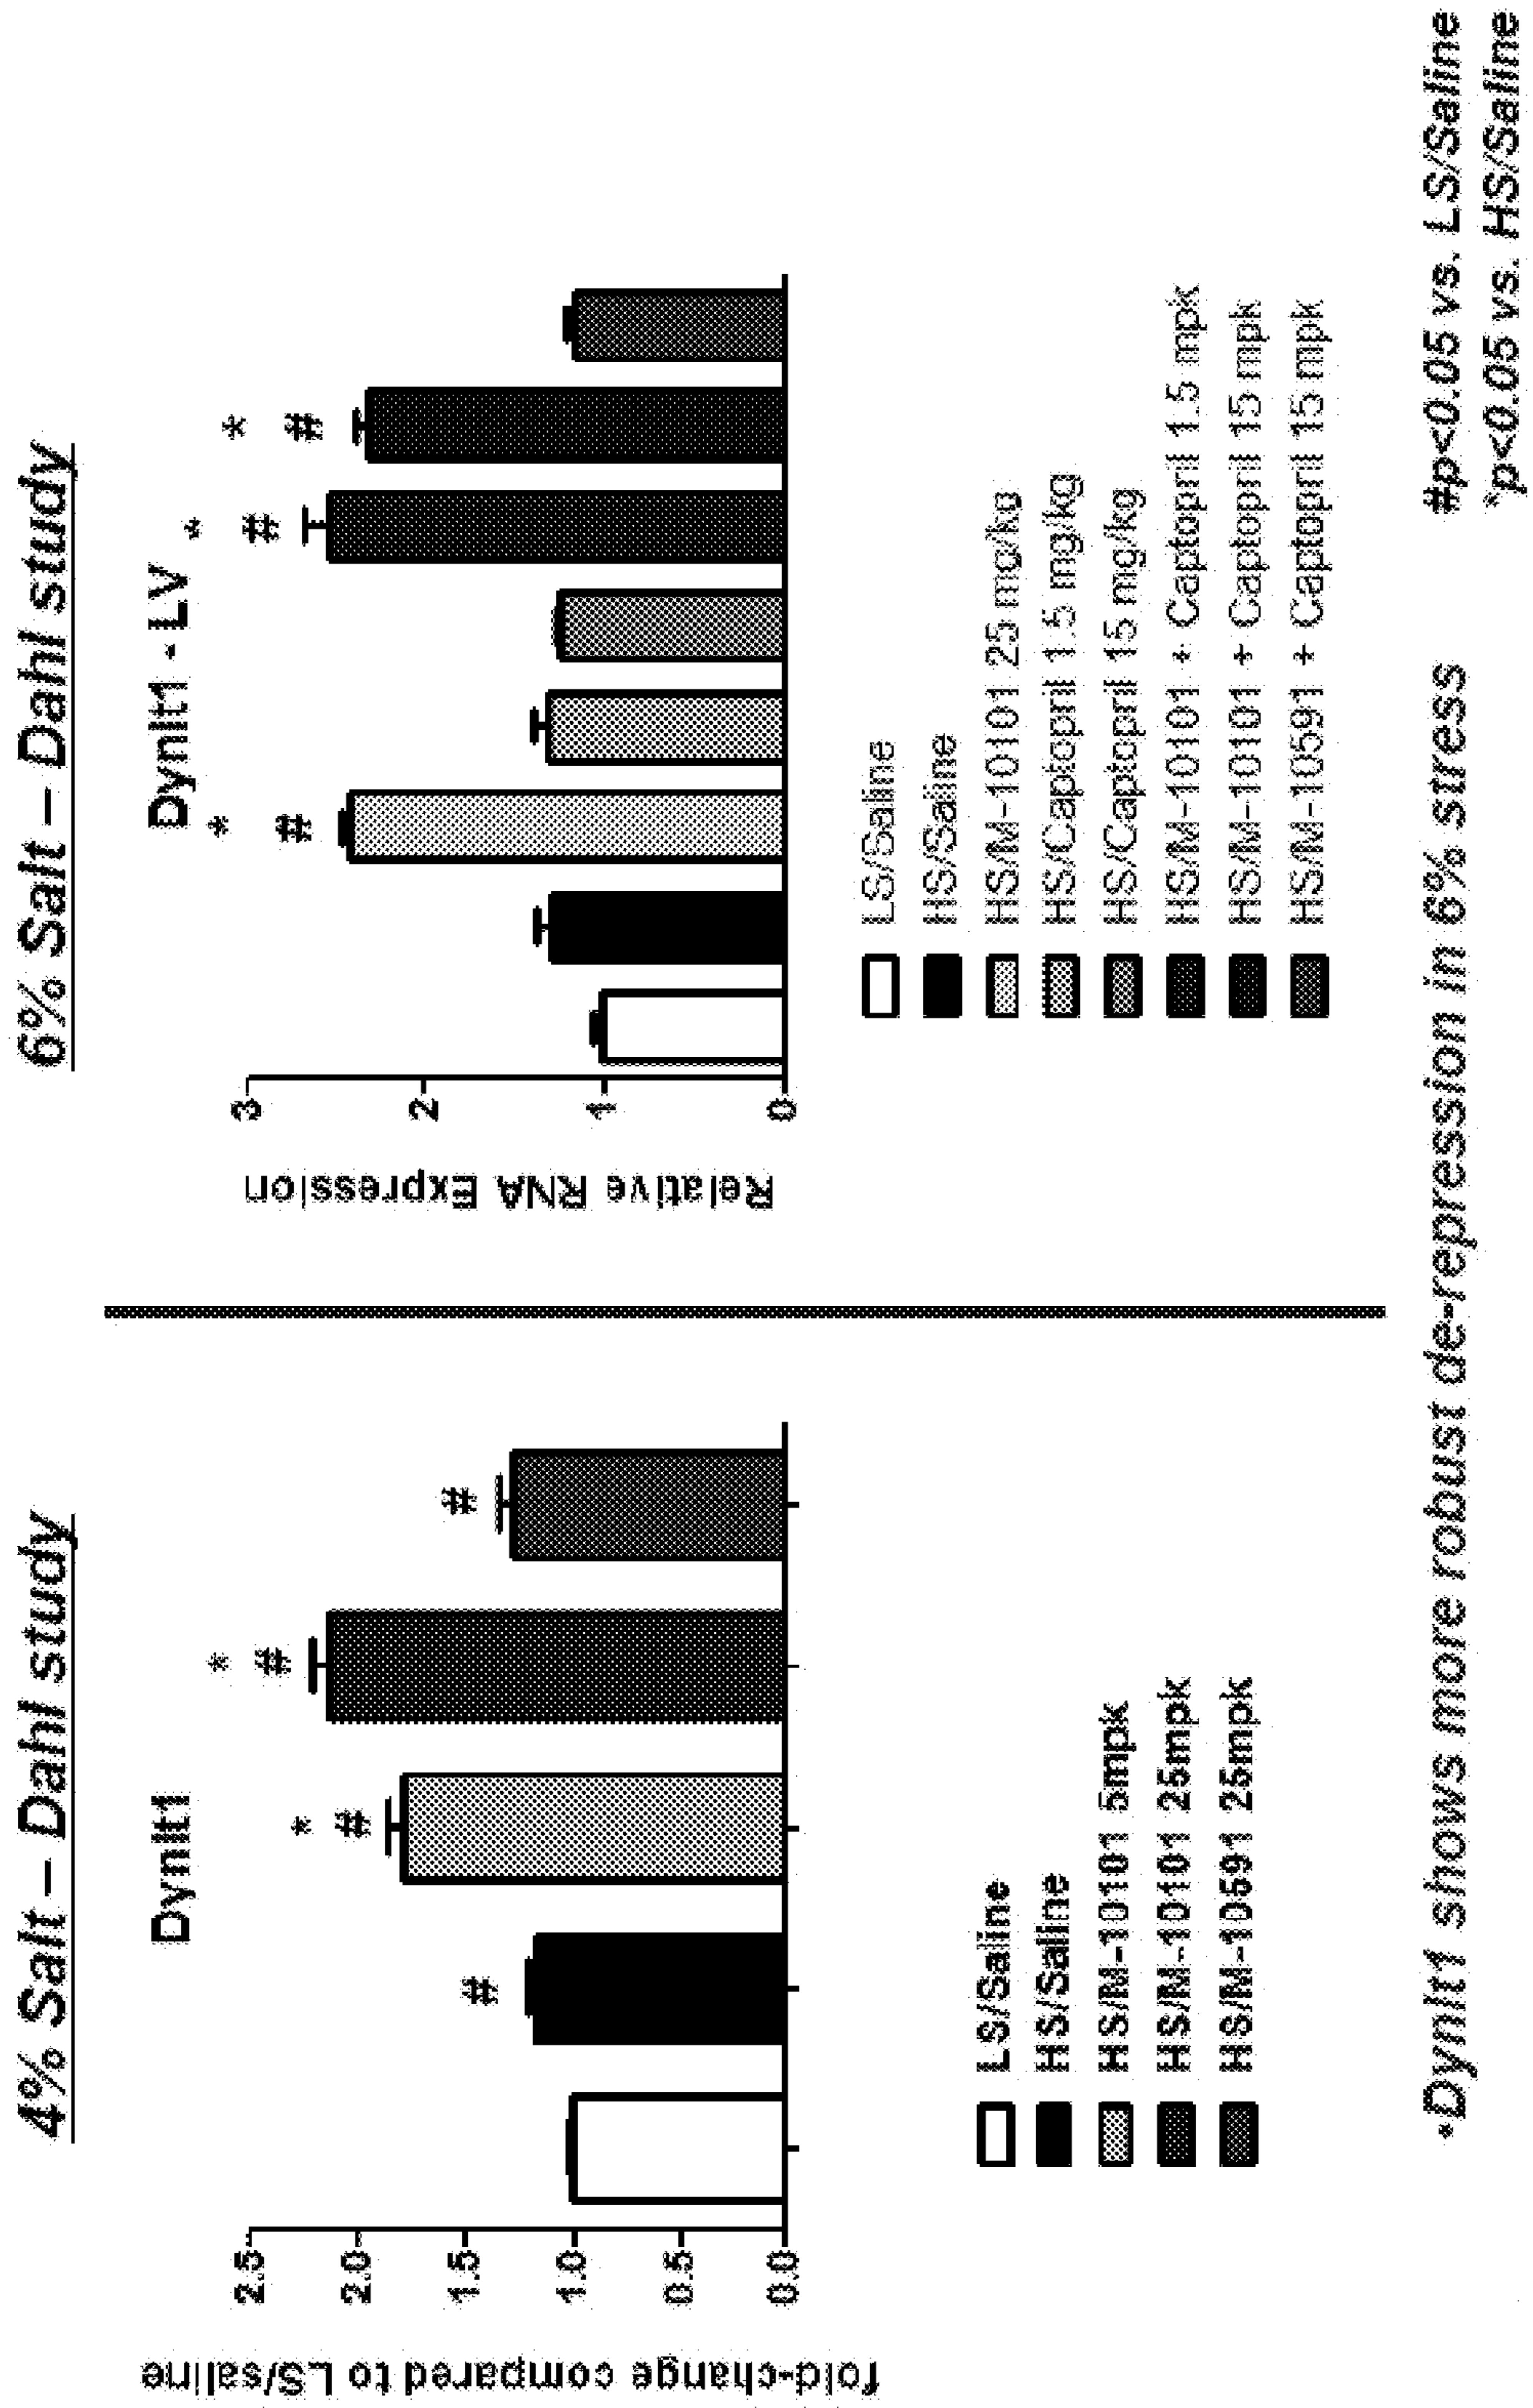 4% Salt – Dahl study
Dynlt1
fold-change compared to LS/saline
2.5
2.0
1.5
1.0
0.5
0.0
#
* #
* #
#
LS/Saline
HS/Saline
HS/M-10101 5mpk
HS/M-10101 25mpk
HS/M-10591 25mpk
6% Salt – Dahl study
Dynlt1 - LV
Relative RNA Expression
3
2
1
0
* #
* #
* #
LS/Saline
HS/Saline
HS/M-10101 25 mg/kg
HS/Captopril 1.5 mg/kg
HS/Captopril 15 mg/kg
HS/M-10101 + Captopril 1.5 mpk
HS/M-10101 + Captopril 15 mpk
HS/M-10591 + Captopril 15 mpk
*Dynlt1 shows more robust de-repression in 6% stress
#p<0.05 vs. LS/Saline
*p<0.05 vs. HS/Saline